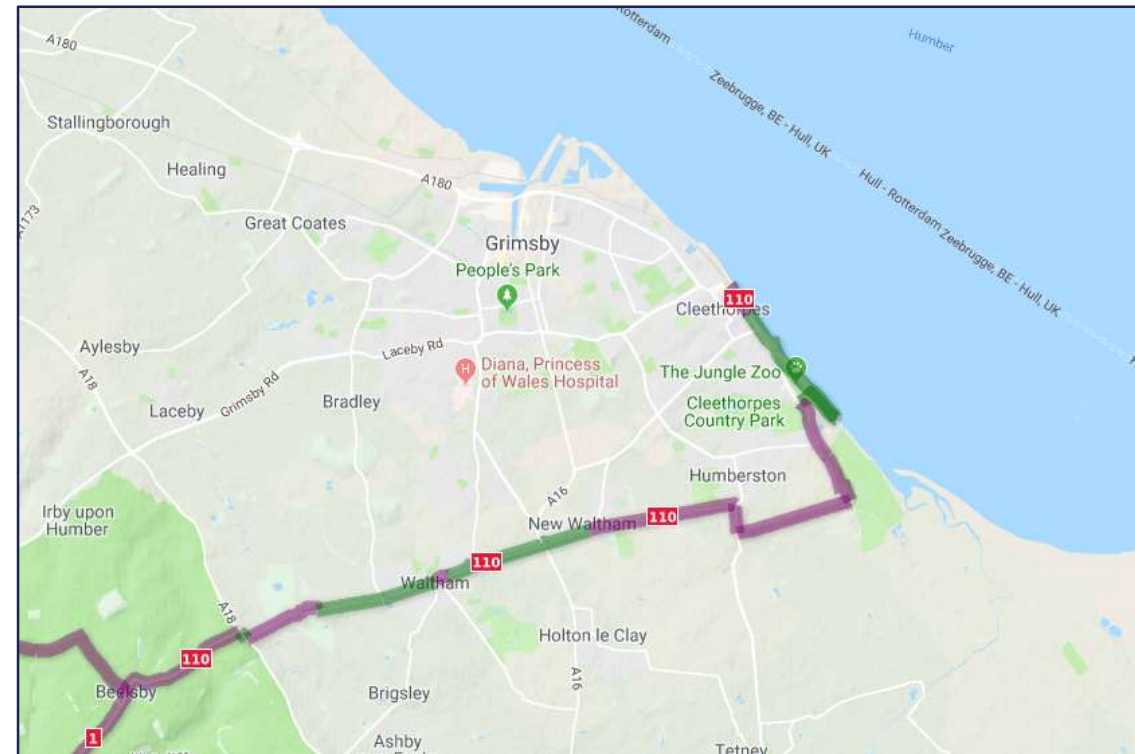 Rotterdam
Humber
A180
Zeebrugge, BE - Hull, UK
Stallingborough
Healing
A180
Hull - Rotterdam Zeebrugge, BE - Hull, UK
A1173
Great Coates
Grimsby
People's Park
110
Cleethorpes
Aylesby
Laceby Rd
A18
Grimsby Rd
H
Diana, Princess
of Wales Hospital
The Jungle Zoo
Laceby
Bradley
Cleethorpes
Country Park
Humberston
A16
Irby upon
Humber
New Waltham
110
110
Waltham
A18
Holton le Clay
110
A16
Beelsby
Brigsley
1
Ashby
Tetney